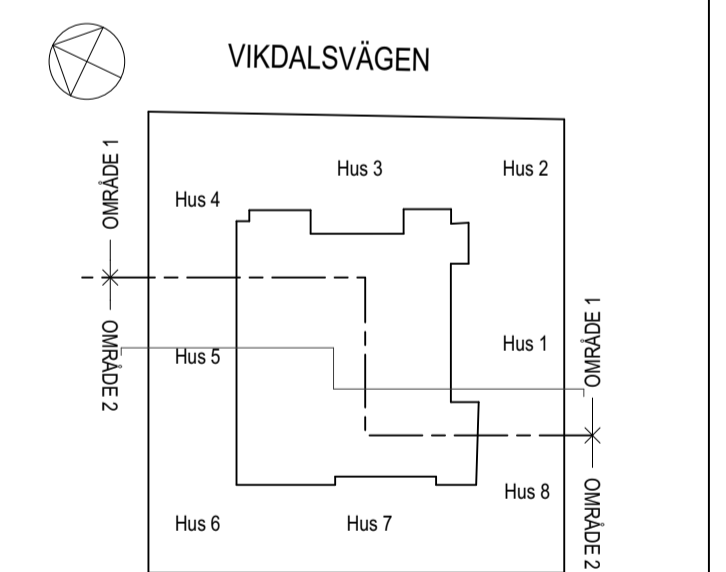 VIKDALSVÄGEN
OMRÅDE 1
Hus 3
Hus 2
Hus 4
OMRÅDE 2
Hus 5
Hus 1
OMRÅDE 1
Hus 8
OMRÅDE 2
Hus 6
Hus 7